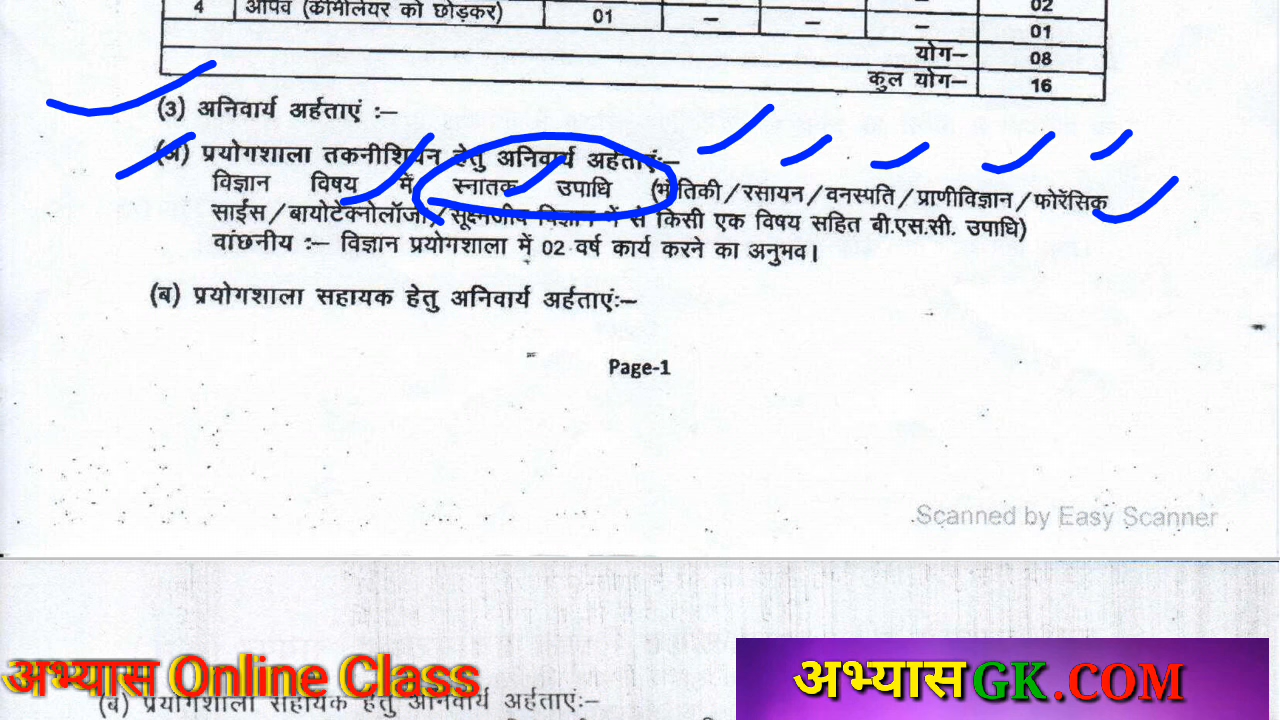 4 अपिव (कीमीलेयर को छोड़कर) 01 – – – 01
02
योग– 08
कुल योग– 16
(3) अनिवार्य अर्हताएं :–
(अ) प्रयोगशाला तकनीशियन हेतु अनिवार्य अर्हताएं:–
विज्ञान विषय में स्नातक उपाधि (भौतिकी/रसायन/वनस्पति/प्राणीविज्ञान/फोरेंसिक
साईंस/बायोटेक्नोलॉजी/सूक्ष्मजीव विज्ञान में से किसी एक विषय सहित बी.एस.सी. उपाधि)
वांछनीय :– विज्ञान प्रयोगशाला में 02 वर्ष कार्य करने का अनुभव।
(ब) प्रयोगशाला सहायक हेतु अनिवार्य अर्हताएं:–
Page-1
Scanned by Easy Scanner
अभ्यास Online Class
अभ्यास GK.COM
(ब) प्रयोगशाला सहायक हेतु अनिवार्य अर्हताएं:–